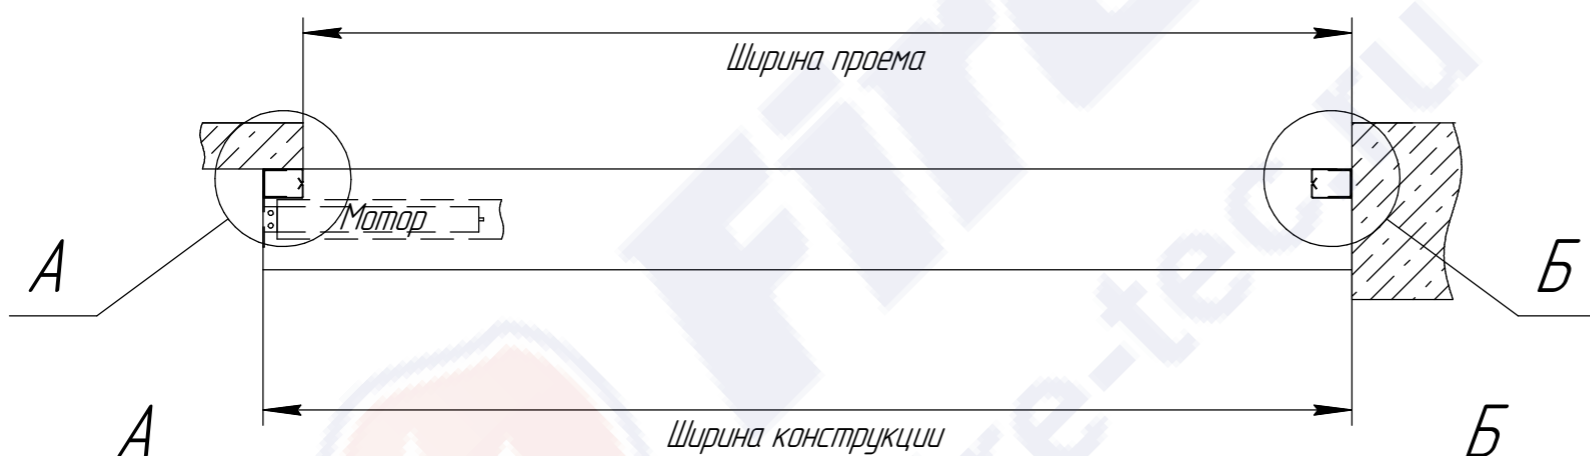 Ширина проема
Мотор
А
Б
Ширина конструкции
А
Б